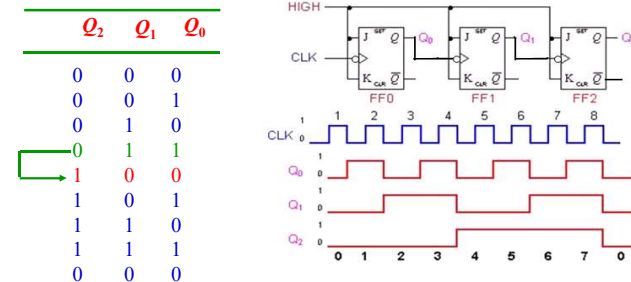 Q2 Q1 Q0
0 0 0
0 0 1
0 1 0
0 1 1
1 0 0
1 0 1
1 1 0
1 1 1
0 0 0
HIGH
J SET Q Q0 J SET Q Q1 J SET Q Q
CLK
K CLR Q K CLR Q K CLR Q
FF0 FF1 FF2
1 2 3 4 5 6 7 8
CLK 1 0
Q0 1 0
Q1 1 0
Q2 1 0
0 1 2 3 4 5 6 7 0